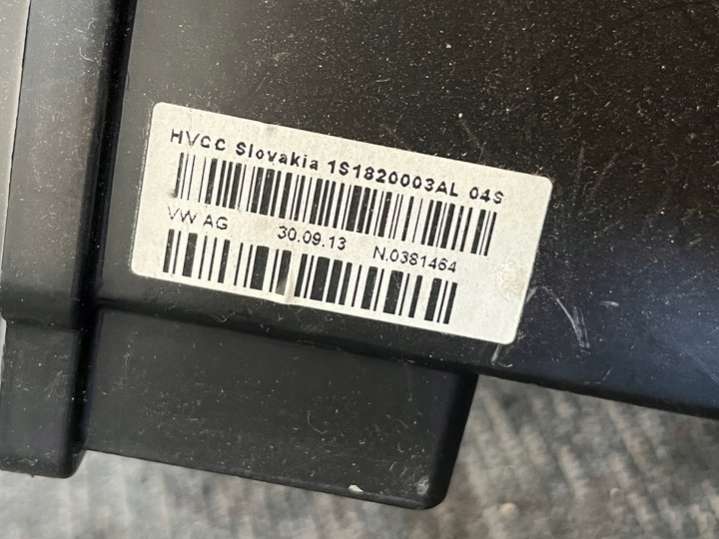 HVCC Slovakia 1S1820003AL 04S
VW AG 30.09.13 N.0381464